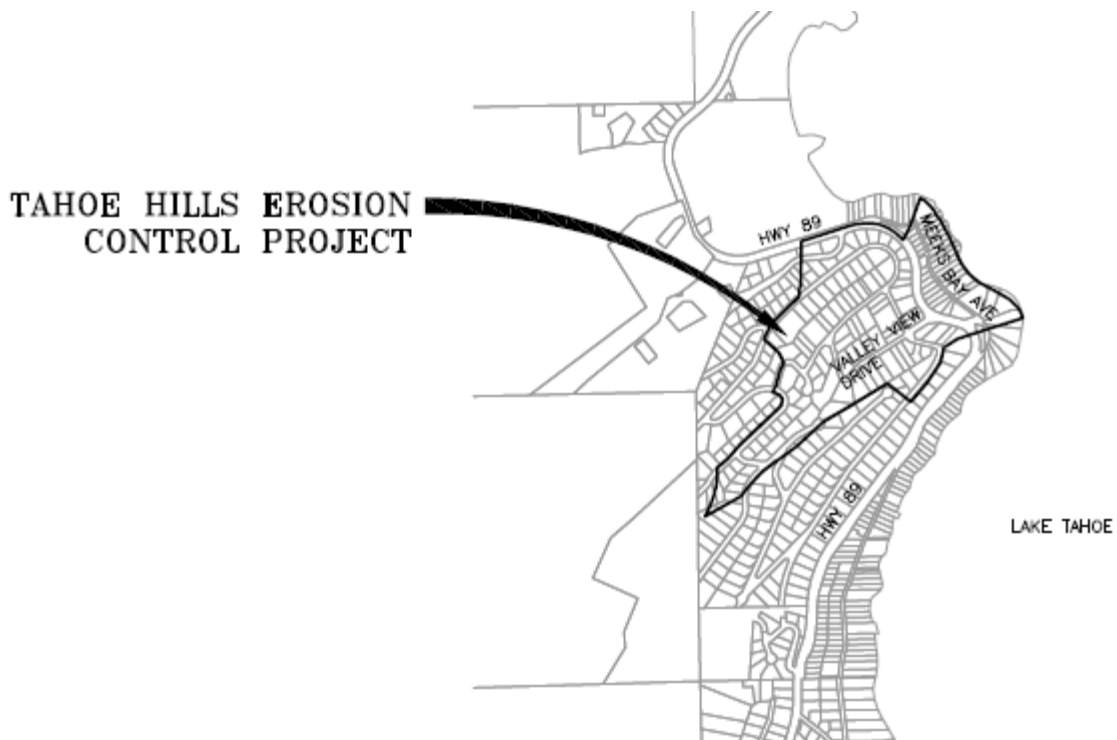 TAHOE HILLS EROSION
CONTROL PROJECT
HWY 89
MEEKS BAY AVE
VALLEY VIEW
DRIVE
HWY 89
LAKE TAHOE